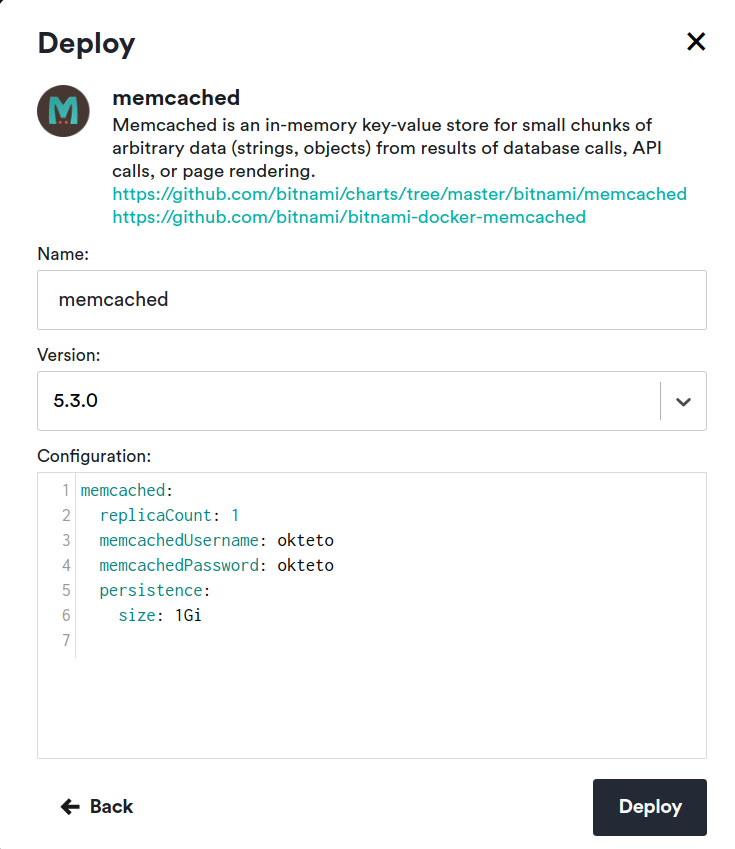 Deploy
memcached
Memcached is an in-memory key-value store for small chunks of
arbitrary data (strings, objects) from results of database calls, API
calls, or page rendering.
https://github.com/bitnami/charts/tree/master/bitnami/memcached
https://github.com/bitnami/bitnami-docker-memcached
Name:
memcached
Version:
5.3.0
Configuration:
1 memcached:
2   replicaCount: 1
3   memcachedUsername: okteto
4   memcachedPassword: okteto
5   persistence:
6     size: 1Gi
7
Back
Deploy